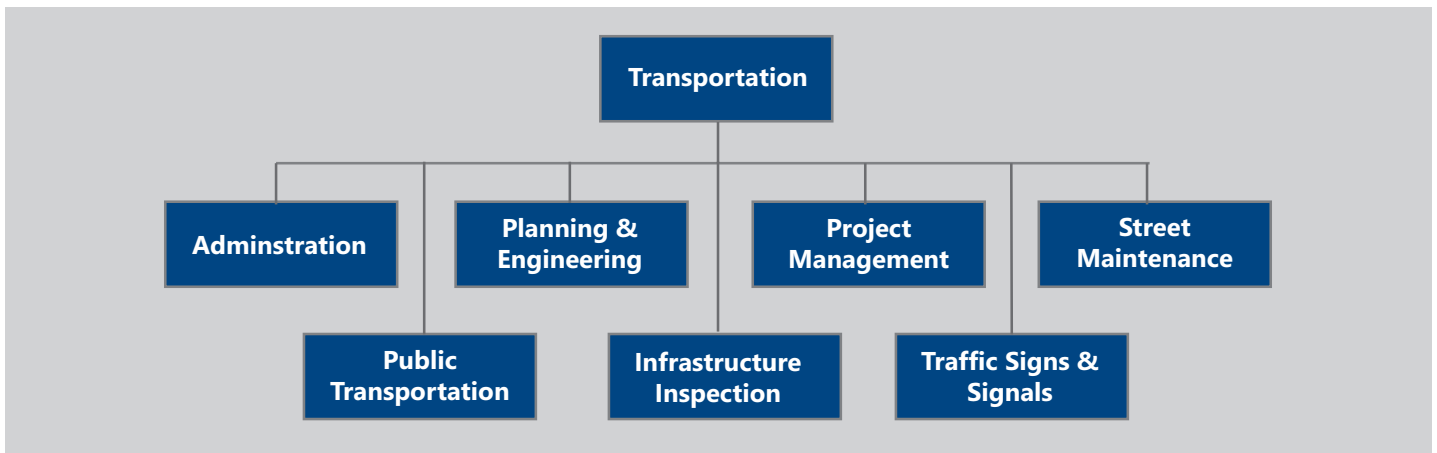 Transportation
Adminstration
Planning &
Engineering
Project
Management
Street
Maintenance
Public
Transportation
Infrastructure
Inspection
Traffic Signs &
Signals